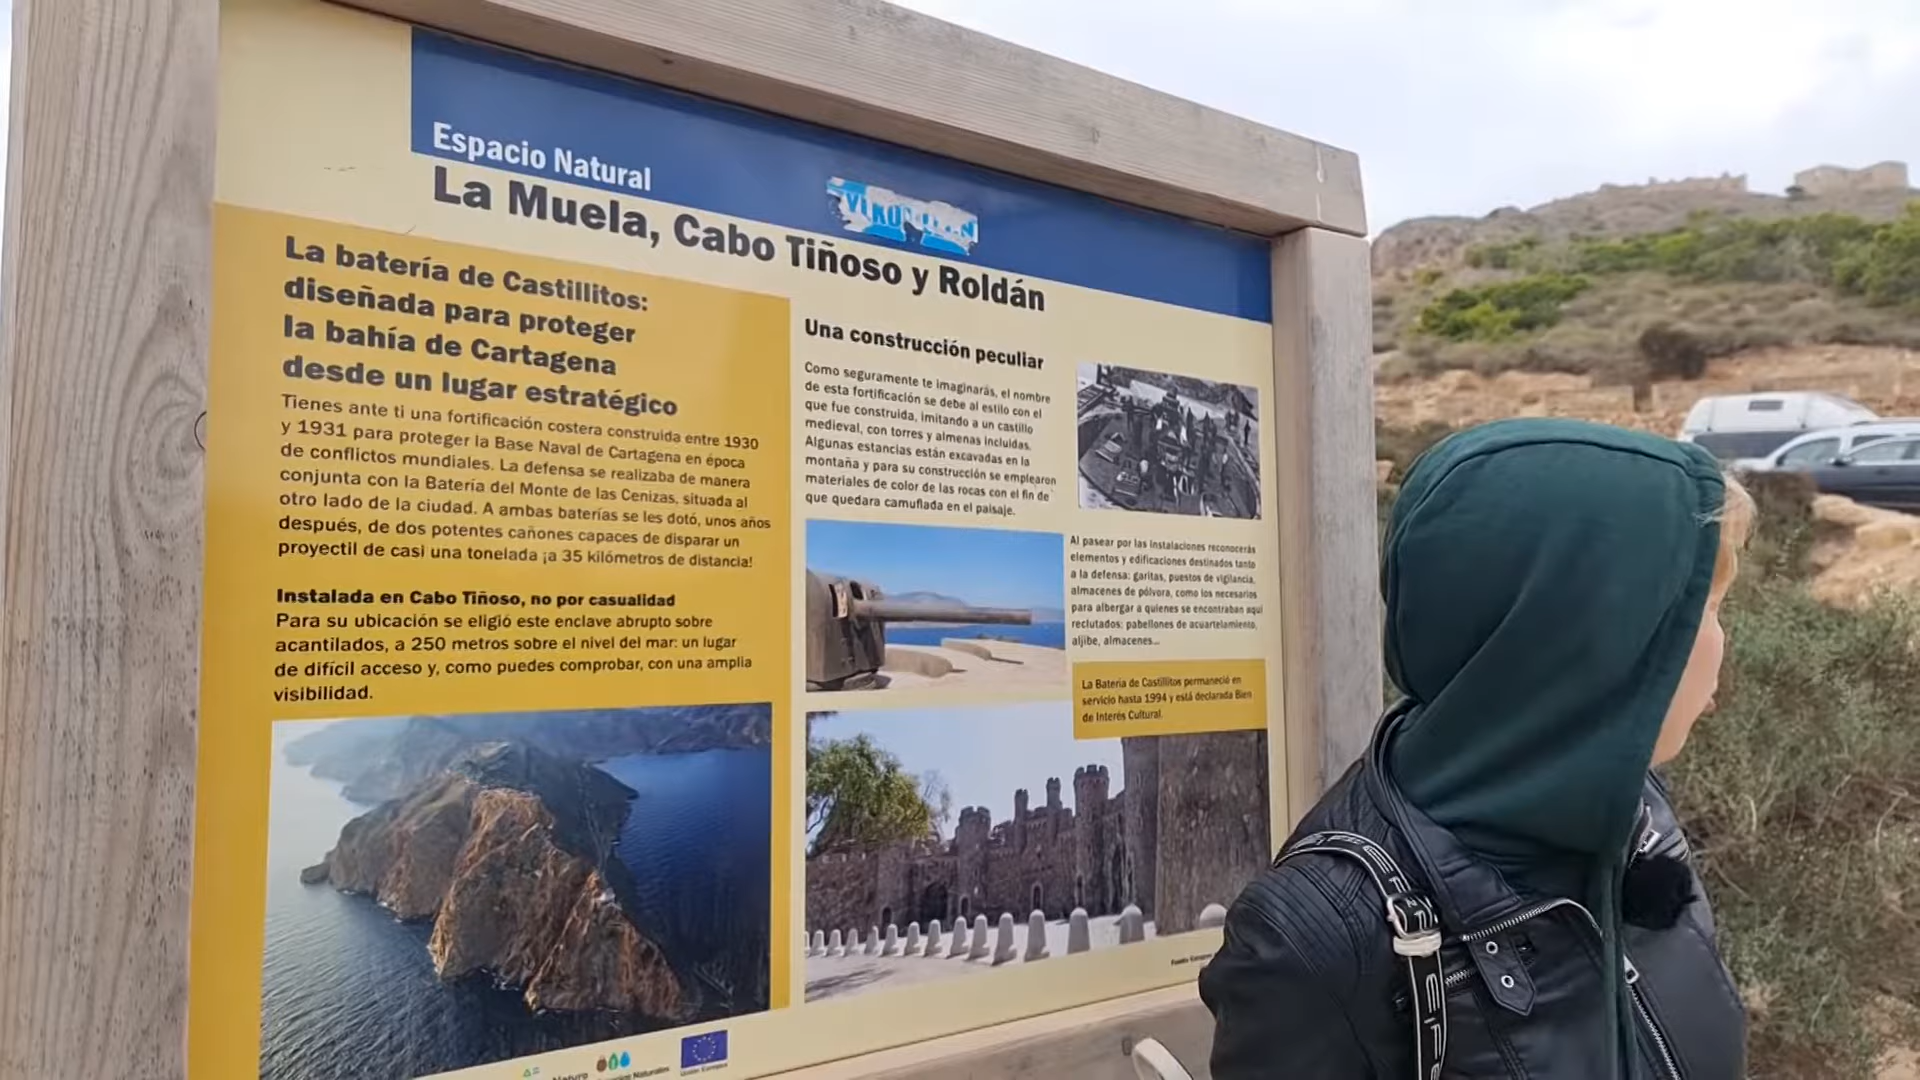 Espacio Natural
La Muela, Cabo Tiñoso y Roldán
La batería de Castillitos:
diseñada para proteger
la bahía de Cartagena
desde un lugar estratégico
Tienes ante ti una fortificación costera construida entre 1930
y 1931 para proteger la Base Naval de Cartagena en época
de conflictos mundiales. La defensa se realizaba de manera
conjunta con la Batería del Monte de las Cenizas, situada al
otro lado de la ciudad. A ambas baterías se les dotó, unos años
después, de dos potentes cañones capaces de disparar un
proyectil de casi una tonelada ¡a 35 kilómetros de distancia!
Instalada en Cabo Tiñoso, no por casualidad
Para su ubicación se eligió este enclave abrupto sobre
acantilados, a 250 metros sobre el nivel del mar: un lugar
de difícil acceso y, como puedes comprobar, con una amplia
visibilidad.
Una construcción peculiar
Como seguramente te imaginarás, el nombre
de esta fortificación se debe al estilo con el
que fue construida, imitando a un castillo
medieval, con torres y almenas incluidas.
Algunas estancias están excavadas en la
montaña y para su construcción se emplearon
materiales de color de las rocas con el fin de
que quedara camuflada en el paisaje.
Al pasear por las instalaciones reconocerás
elementos y edificaciones destinados tanto
a la defensa: garitas, puestos de vigilancia,
almacenes de pólvora, como los necesarios
para albergar a quienes se encontraban aquí
reclutados: pabellones de acuartelamiento,
aljibe, almacenes...
La Batería de Castillitos permaneció en
servicio hasta 1994 y está declarada Bien
de Interés Cultural.
Unión Europea